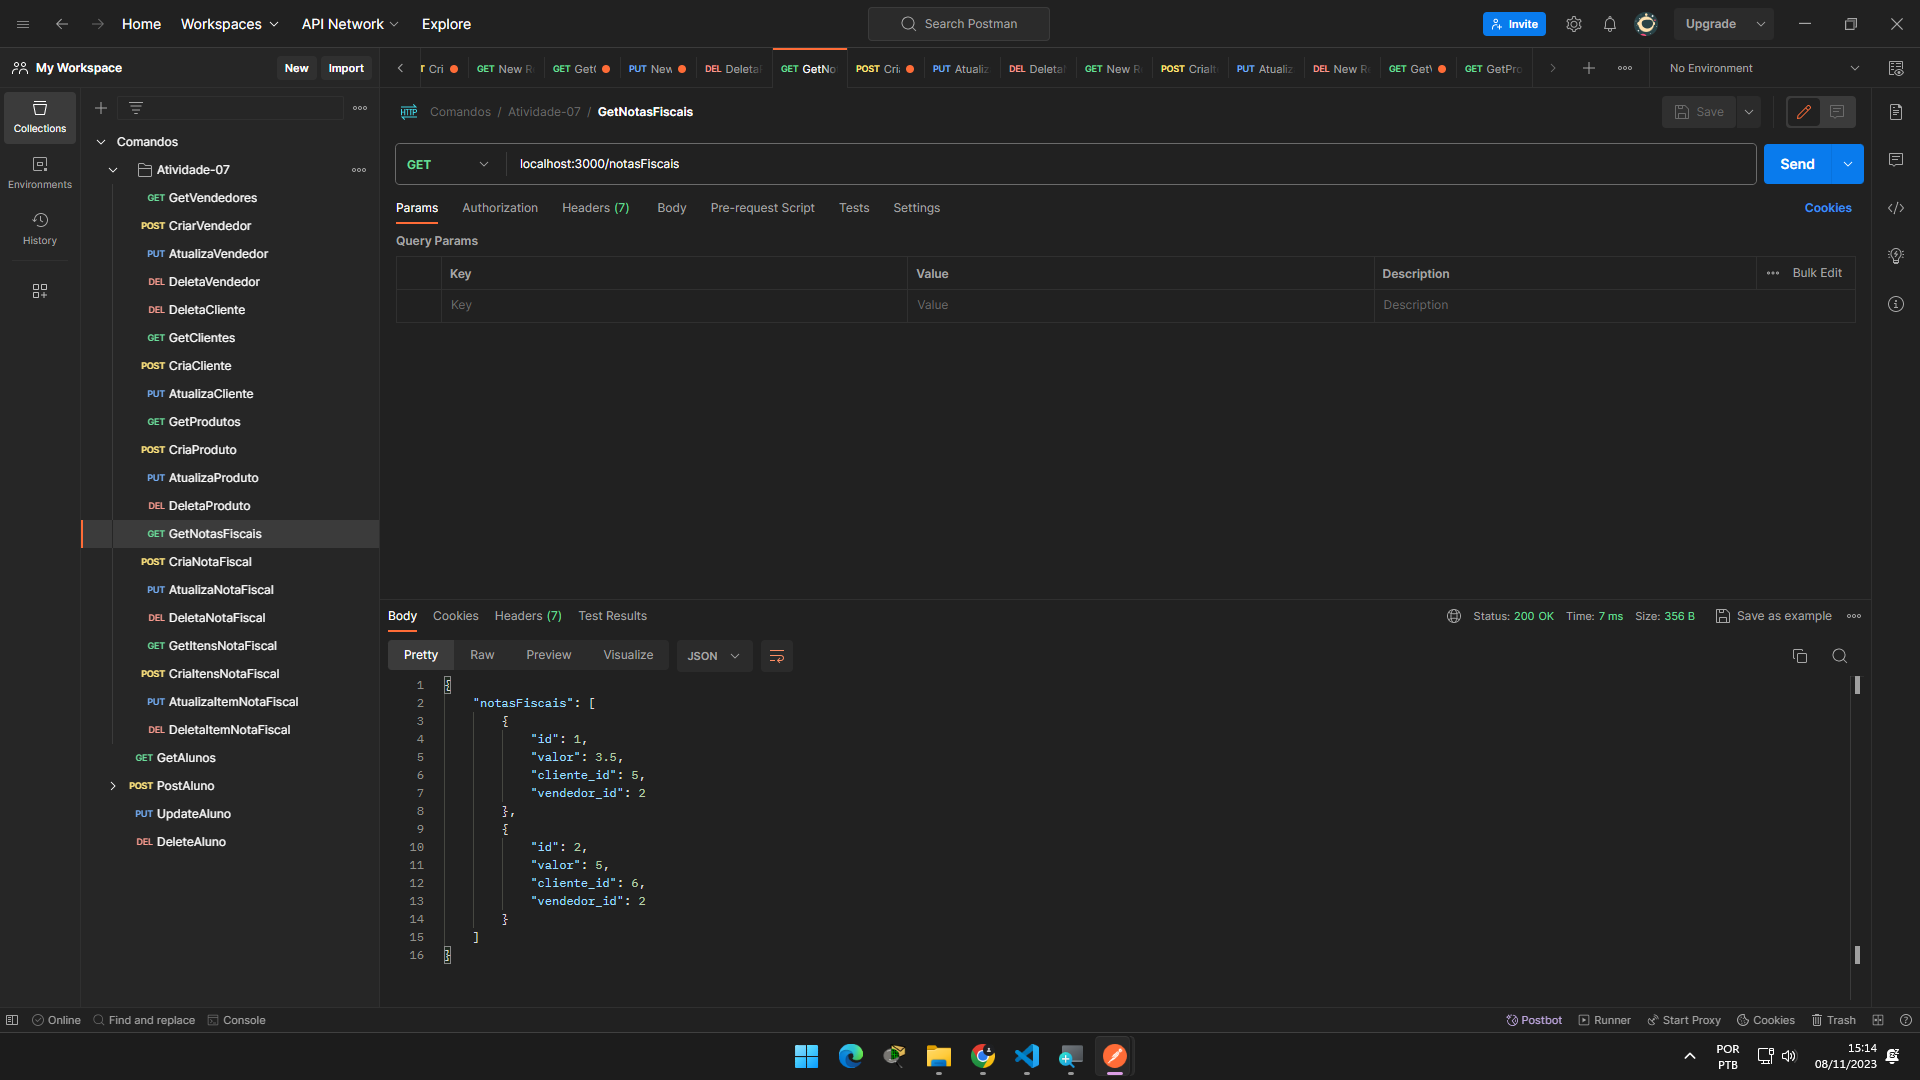 Home Workspaces API Network Explore Search Postman Invite Upgrade
My Workspace New Import Cri GET New R GET Get( PUT New DEL Deleta GET GetNo POST Cri PUT Atualiz DEL Deleta GET New R POST Criait PUT Atualiz DEL New R GET Get GET GetPro No Environment
Collections
Environments
History
Comandos
Atividade-07
GET GetVendedores
POST CriarVendedor
PUT AtualizaVendedor
DEL DeletaVendedor
DEL DeletaCliente
GET GetClientes
POST CriaCliente
PUT AtualizaCliente
GET GetProdutos
POST CriaProduto
PUT AtualizaProduto
DEL DeletaProduto
GET GetNotasFiscais
POST CriaNotaFiscal
PUT AtualizaNotaFiscal
DEL DeletaNotaFiscal
GET GetItensNotaFiscal
POST CriaItensNotaFiscal
PUT AtualizaItemNotaFiscal
DEL DeletaItemNotaFiscal
GET GetAlunos
POST PostAluno
PUT UpdateAluno
DEL DeleteAluno
HTTP Comandos / Atividade-07 / GetNotasFiscais Save
GET localhost:3000/notasFiscais Send
Params Authorization Headers (7) Body Pre-request Script Tests Settings Cookies
Query Params
Key Value Description Bulk Edit
Key Value Description
Body Cookies Headers (7) Test Results Status: 200 OK Time: 7 ms Size: 356 B Save as example
Pretty Raw Preview Visualize JSON
1 {
2 "notasFiscais": [
3 {
4 "id": 1,
5 "valor": 3.5,
6 "cliente_id": 5,
7 "vendedor_id": 2
8 },
9 {
10 "id": 2,
11 "valor": 5,
12 "cliente_id": 6,
13 "vendedor_id": 2
14 }
15 ]
16 }
Online Find and replace Console Postbot Runner Start Proxy Cookies Trash
POR
PTB
15:14
08/11/2023